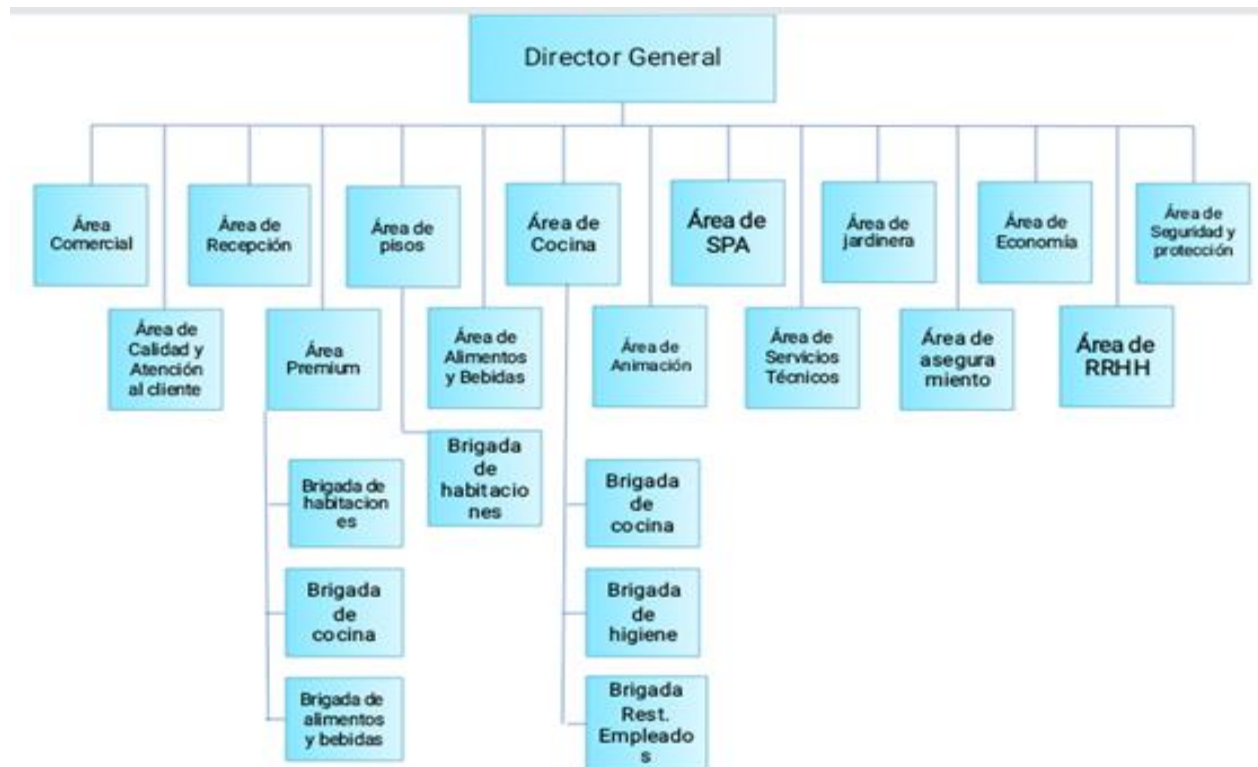 Director General
Área
Comercial
Área de
Recepción
Área de
pisos
Área de
Cocina
Área de
SPA
Área de
jardinera
Área de
Economía
Área de
Seguridad y
protección
Área de
Calidad y
Atención
al cliente
Área
Premium
Área de
Alimentos
y Bebidas
Área de
Animación
Área de
Servicios
Técnicos
Área de
asegura
miento
Área de
RRHH
Brigada de
habitacion
es
Brigada
de
cocina
Brigada de
alimentos
y bebidas
Brigada
de
habitacio
nes
Brigada
de
cocina
Brigada
de
higiene
Brigada
Rest.
Empleado
s